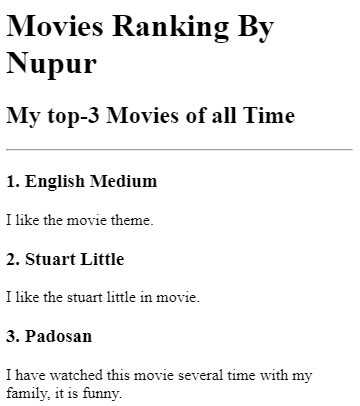 Movies Ranking By
Nupur
My top-3 Movies of all Time
1. English Medium
I like the movie theme.
2. Stuart Little
I like the stuart little in movie.
3. Padosan
I have watched this movie several time with my
family, it is funny.